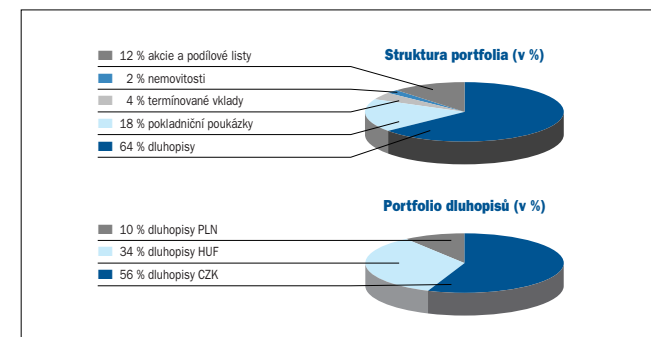 Struktura portfolia (v %)
12 % akcie a podílové listy
2 % nemovitosti
4 % termínované vklady
18 % pokladniční poukázky
64 % dluhopisy
Portfolio dluhopisů (v %)
10 % dluhopisy PLN
34 % dluhopisy HUF
56 % dluhopisy CZK